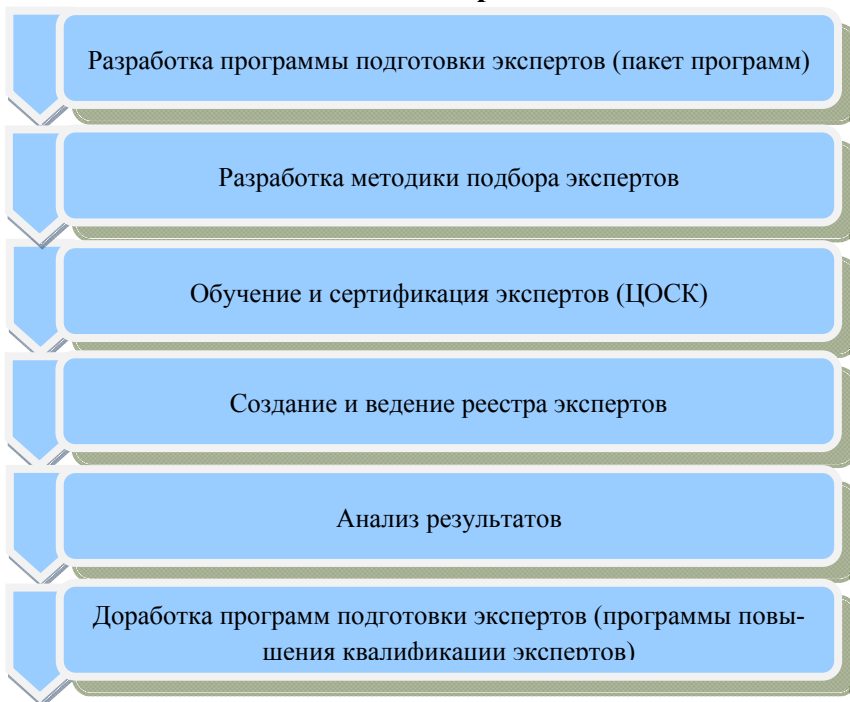 Разработка программы подготовки экспертов (пакет программ)
Разработка методики подбора экспертов
Обучение и сертификация экспертов (ЦОСК)
Создание и ведение реестра экспертов
Анализ результатов
Доработка программ подготовки экспертов (программы повы-
шения квалификации экспертов)